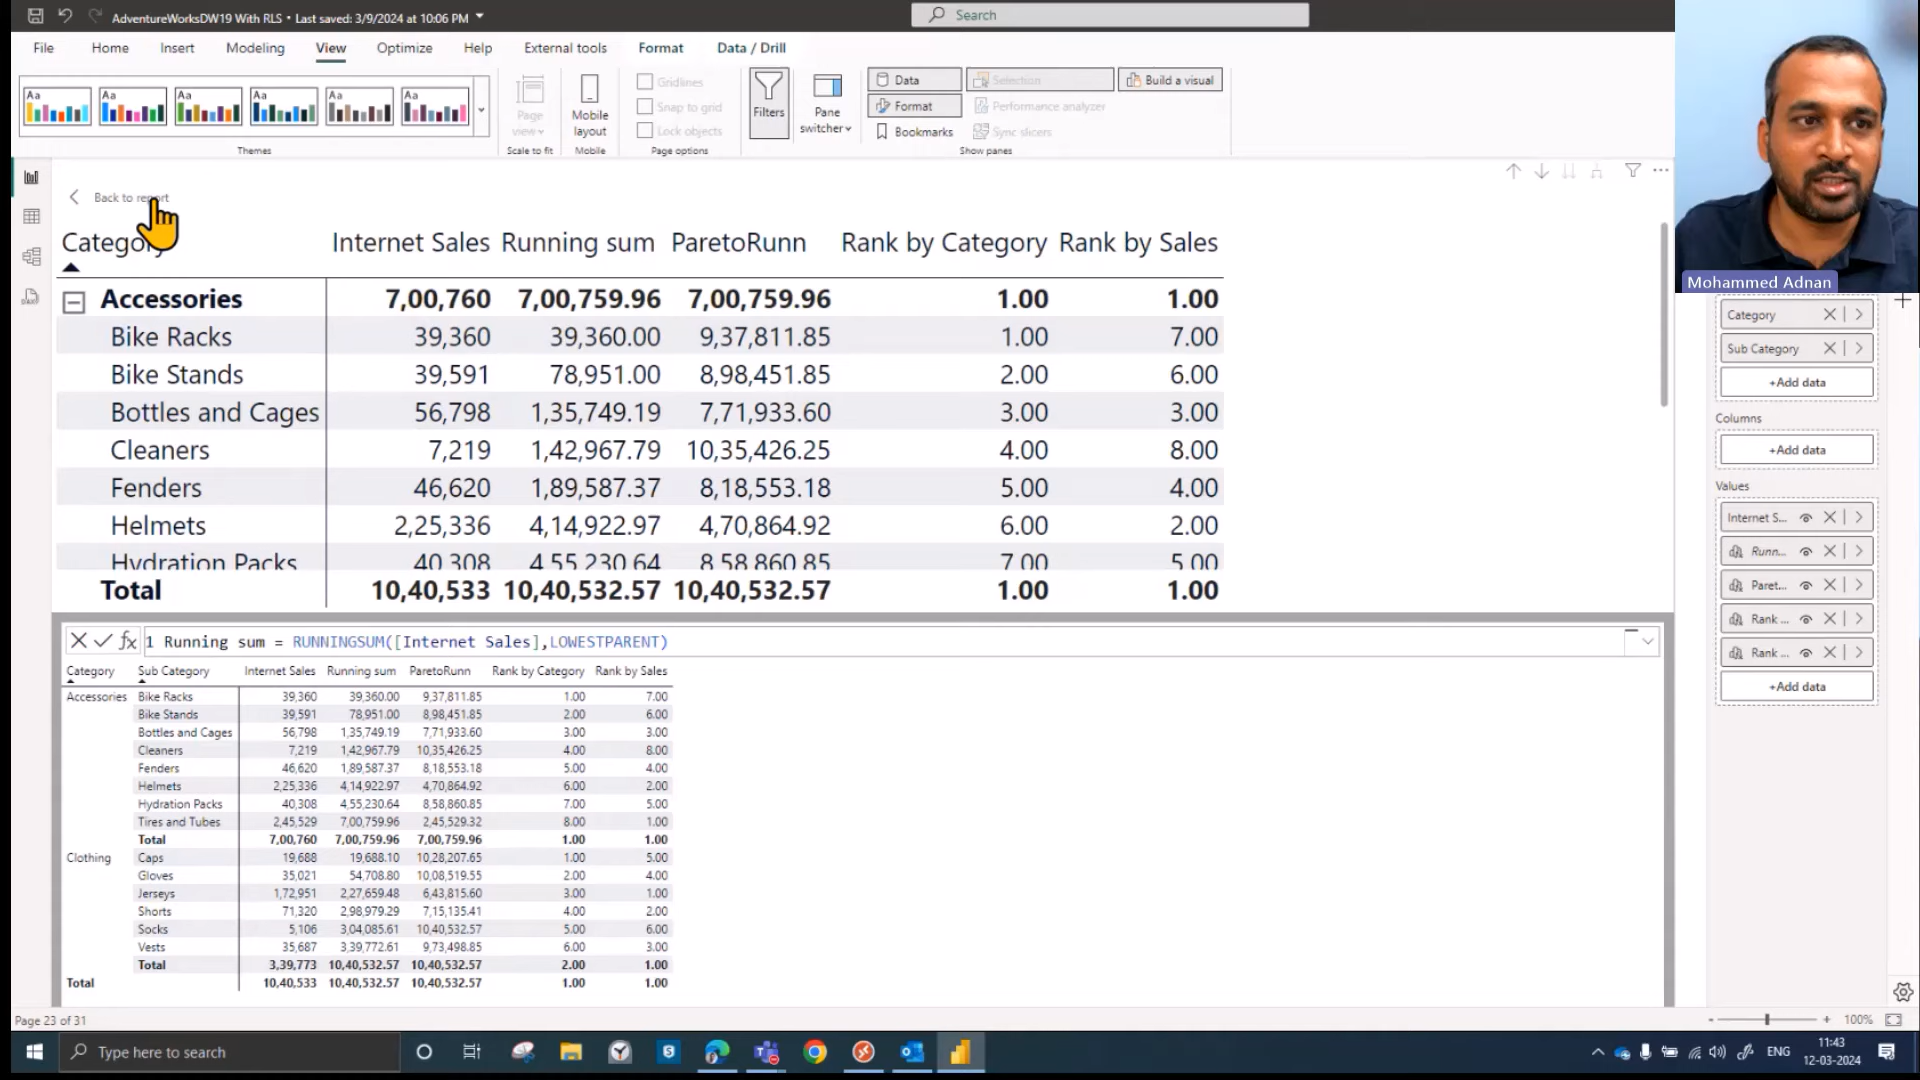 AdventureWorksDW19 With RLS • Last saved: 3/9/2024 at 10:06 PM
Search
File Home Insert Modeling View Optimize Help External tools Format Data / Drill
Aa Aa Aa Aa Aa Aa
Themes
Page view
Scale to fit
Mobile layout
Mobile
Gridlines
Snap to grid
Lock objects
Page options
Filters
Pane switcher
Data
Format
Bookmarks
Selection
Performance analyzer
Sync slicers
Build a visual
Show panes
Mohammed Adnan
Back to report
Category Internet Sales Running sum ParetoRunn Rank by Category Rank by Sales
Accessories 7,00,760 7,00,759.96 7,00,759.96 1.00 1.00
Bike Racks 39,360 39,360.00 9,37,811.85 1.00 7.00
Bike Stands 39,591 78,951.00 8,98,451.85 2.00 6.00
Bottles and Cages 56,798 1,35,749.19 7,71,933.60 3.00 3.00
Cleaners 7,219 1,42,967.79 10,35,426.25 4.00 8.00
Fenders 46,620 1,89,587.37 8,18,553.18 5.00 4.00
Helmets 2,25,336 4,14,922.97 4,70,864.92 6.00 2.00
Hydration Packs 40,308 4,55,230.64 8,58,860.85 7.00 5.00
Total 10,40,533 10,40,532.57 10,40,532.57 1.00 1.00
1 Running sum = RUNNINGSUM([Internet Sales],LOWESTPARENT)
Category Sub Category Internet Sales Running sum ParetoRunn Rank by Category Rank by Sales
Accessories Bike Racks 39,360 39,360.00 9,37,811.85 1.00 7.00
Bike Stands 39,591 78,951.00 8,98,451.85 2.00 6.00
Bottles and Cages 56,798 1,35,749.19 7,71,933.60 3.00 3.00
Cleaners 7,219 1,42,967.79 10,35,426.25 4.00 8.00
Fenders 46,620 1,89,587.37 8,18,553.18 5.00 4.00
Helmets 2,25,336 4,14,922.97 4,70,864.92 6.00 2.00
Hydration Packs 40,308 4,55,230.64 8,58,860.85 7.00 5.00
Tires and Tubes 2,45,529 7,00,759.96 2,45,529.32 8.00 1.00
Total 7,00,760 7,00,759.96 7,00,759.96 1.00 1.00
Clothing Caps 19,688 19,688.10 10,28,207.65 1.00 5.00
Gloves 35,021 54,708.80 10,08,519.55 2.00 4.00
Jerseys 1,72,951 2,27,659.48 6,43,815.60 3.00 1.00
Shorts 71,320 2,98,979.29 7,15,135.41 4.00 2.00
Socks 5,106 3,04,085.61 10,40,532.57 5.00 6.00
Vests 35,687 3,39,772.61 9,73,498.85 6.00 3.00
Total 3,39,773 10,40,532.57 10,40,532.57 2.00 1.00
Total 10,40,533 10,40,532.57 10,40,532.57 1.00 1.00
Category
Sub Category
+Add data
Columns
+Add data
Values
Internet S...
Runn...
Paret...
Rank ...
Rank ...
+Add data
Page 23 of 31
- + 100%
Type here to search
ENG
11:43
12-03-2024